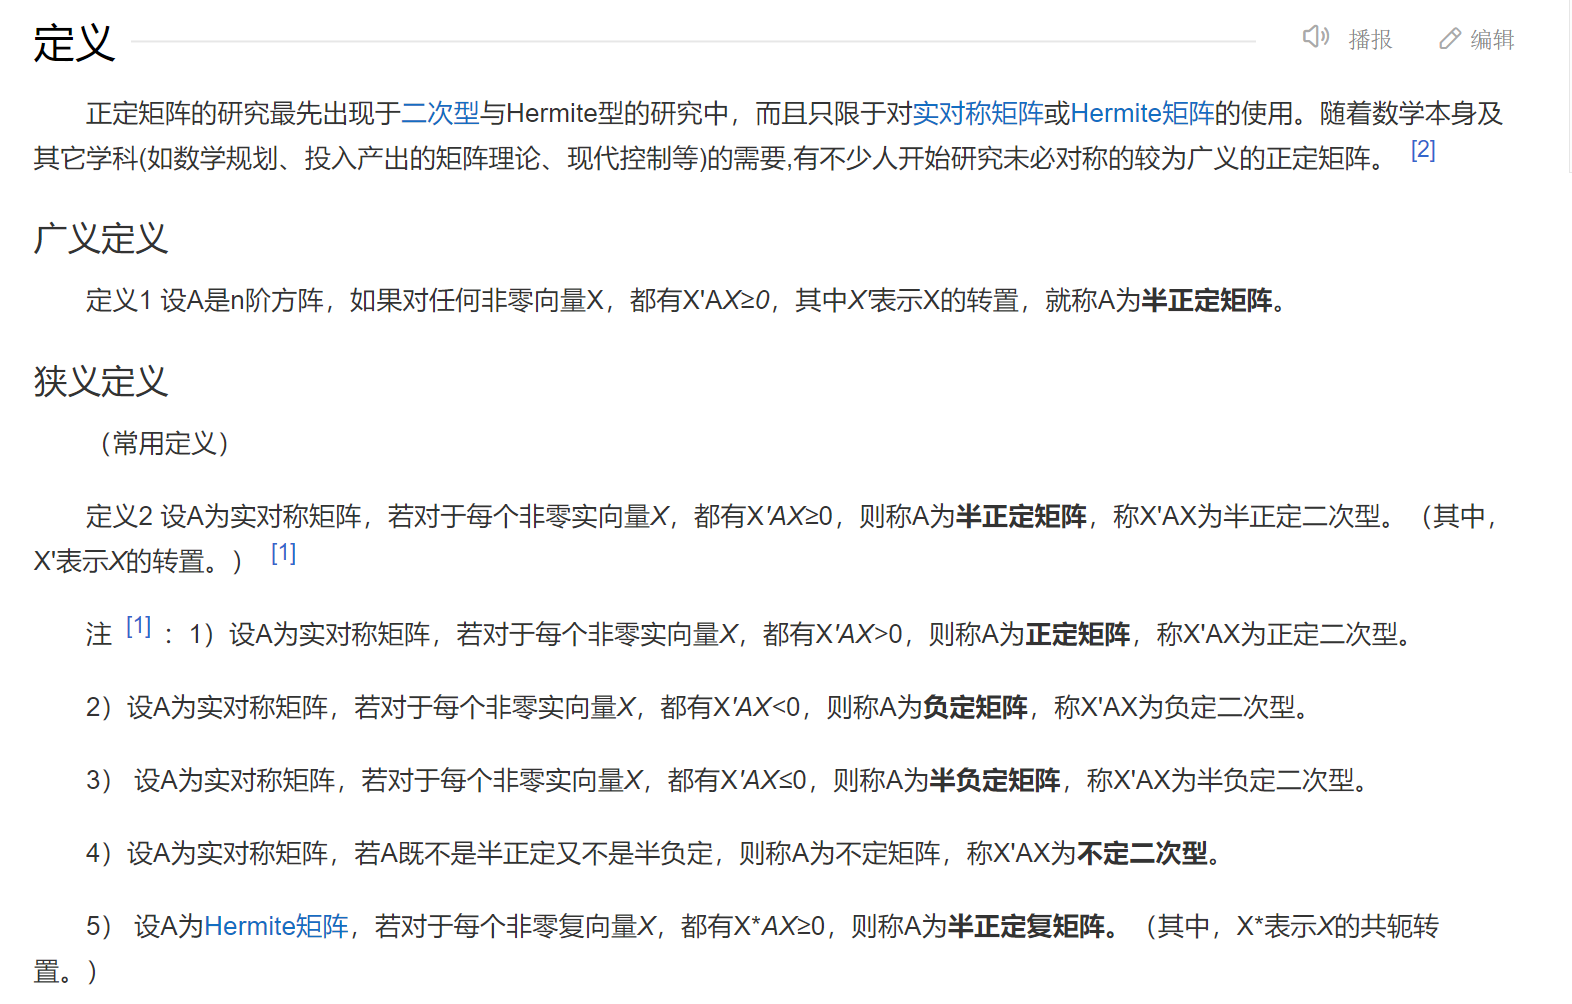 定义
播报 编辑
正定矩阵的研究最先出现于二次型与Hermite型的研究中，而且只限于对实对称矩阵或Hermite矩阵的使用。随着数学本身及
其它学科(如数学规划、投入产出的矩阵理论、现代控制等)的需要,有不少人开始研究未必对称的较为广义的正定矩阵。 [2]
广义定义
定义1 设A是n阶方阵，如果对任何非零向量X，都有X'AX≥0，其中X'表示X的转置，就称A为半正定矩阵。
狭义定义
（常用定义）
定义2 设A为实对称矩阵，若对于每个非零实向量X，都有X'AX≥0，则称A为半正定矩阵，称X'AX为半正定二次型。（其中，
X'表示X的转置。） [1]
注 [1] ：1）设A为实对称矩阵，若对于每个非零实向量X，都有X'AX>0，则称A为正定矩阵，称X'AX为正定二次型。
2）设A为实对称矩阵，若对于每个非零实向量X，都有X'AX<0，则称A为负定矩阵，称X'AX为负定二次型。
3） 设A为实对称矩阵，若对于每个非零实向量X，都有X'AX≤0，则称A为半负定矩阵，称X'AX为半负定二次型。
4）设A为实对称矩阵，若A既不是半正定又不是半负定，则称A为不定矩阵，称X'AX为不定二次型。
5） 设A为Hermite矩阵，若对于每个非零复向量X，都有X*AX≥0，则称A为半正定复矩阵。（其中，X*表示X的共轭转
置。）